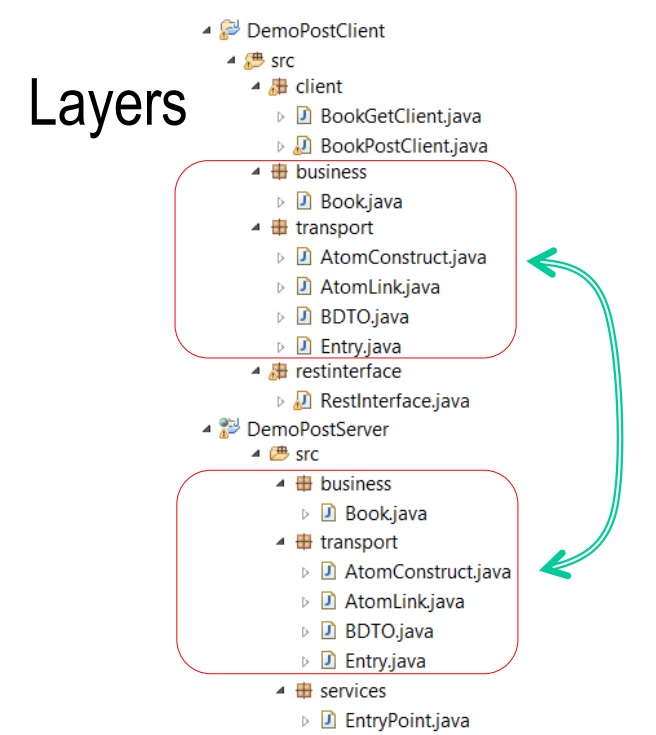 DemoPostClient
src
Layers
client
BookGetClient.java
BookPostClient.java
business
Book.java
transport
AtomConstruct.java
AtomLink.java
BDTO.java
Entry.java
restinterface
RestInterface.java
DemoPostServer
src
business
Book.java
transport
AtomConstruct.java
AtomLink.java
BDTO.java
Entry.java
services
EntryPoint.java